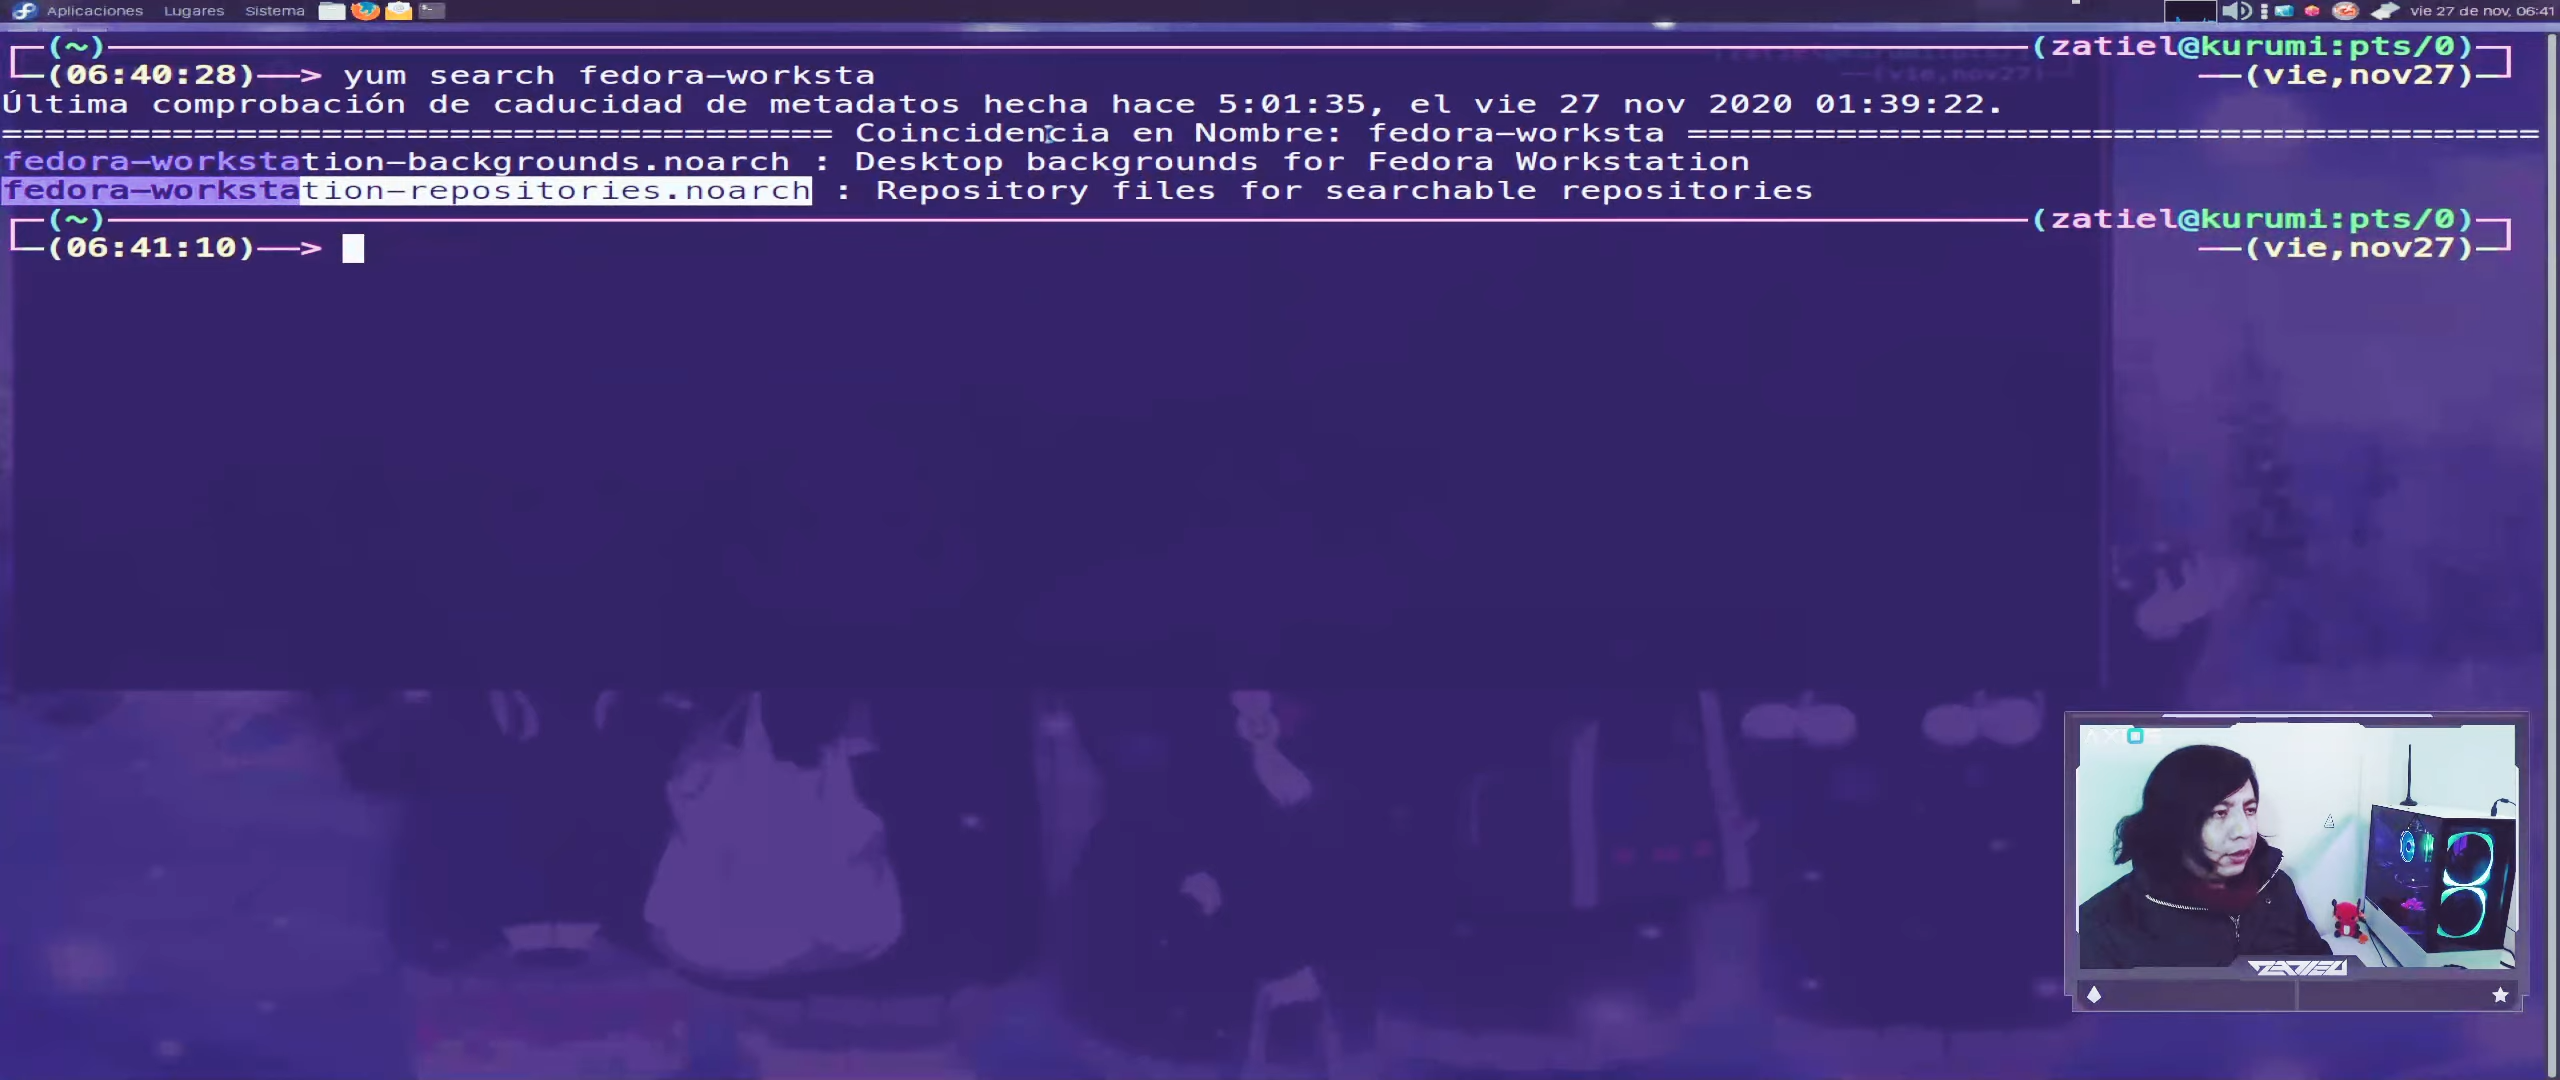 Aplicaciones Lugares Sistema vie 27 de nov, 06:41
(~) (zatiel@kurumi:pts/0)
(06:40:28)──> yum search fedora-worksta (vie,nov27)
Última comprobación de caducidad de metadatos hecha hace 5:01:35, el vie 27 nov 2020 01:39:22.
======================================= Coincidencia en Nombre: fedora-worksta ========================================
fedora-workstation-backgrounds.noarch : Desktop backgrounds for Fedora Workstation
fedora-workstation-repositories.noarch : Repository files for searchable repositories
(~) (zatiel@kurumi:pts/0)
(06:41:10)──> (vie,nov27)